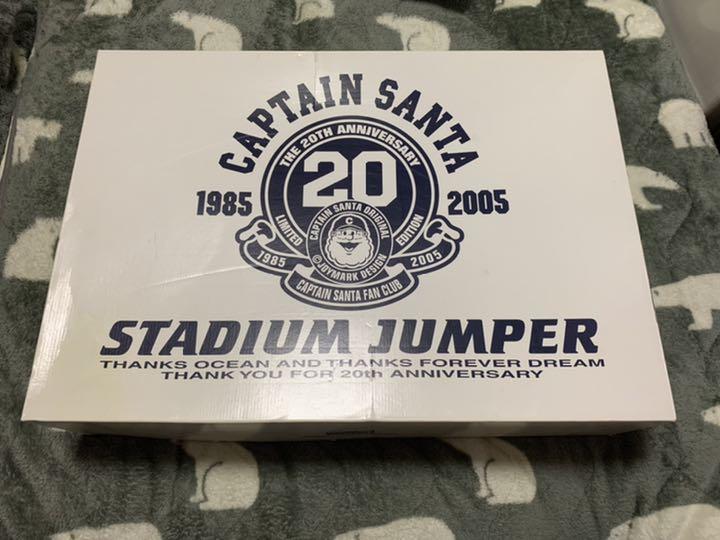 CAPTAIN SANTA
THE 20TH ANNIVERSARY
20
1985
2005
LIMITED
EDITION
C
CAPTAIN SANTA ORIGINAL
©JOYMARK DESIGN
1985
2005
CAPTAIN SANTA FAN CLUB
STADIUM JUMPER
THANKS OCEAN AND THANKS FOREVER DREAM
THANK YOU FOR 20th ANNIVERSARY